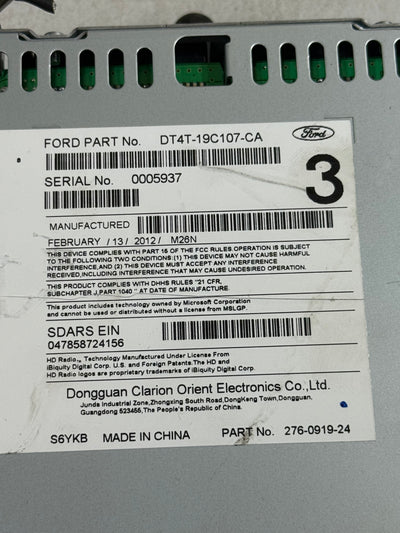 FORD PART No. DT4T-19C107-CA
Ford
SERIAL No. 0005937
3
MANUFACTURED
FEBRUARY /13/ 2012/ M26N
THIS DEVICE COMPLIES WITH PART 15 OF THE FCC RULES.OPERATION IS SUBJECT
TO THE FOLLOWING TWO CONDITIONS:(1) THIS DEVICE MAY NOT CAUSE HARMFUL
INTERFERENCE,AND (2) THIS DEVICE MUST ACCEPT ANY INTERFERENCE
RECEIVED,INCLUDING INTERFERENCE THAT MAY CAUSE UNDESIRED OPERATION.
THIS PRODUCT COMPLIES WITH DHHS RULES "21 CFR,
SUBCHAPTER J,PART 1040" AT DATE OF MANUFACTURE.
This product includes technology owned by Microsoft Corporation
and cannot be used or distributed without a license from MSLGP.
SDARS EIN
047858724156
HD Radio™ Technology Manufactured Under License From
iBiquity Digital Corp. U.S. and Foreign Patents.The HD and
HD Radio logos are proprietary trademarks of iBiquity Digital Corp.
Dongguan Clarion Orient Electronics Co.,Ltd.
Junda Industrial Zone,Zhongxing South Road,DongKeng Town,Dongguan,
Guangdong 523455,The People's Republic of China.
S6YKB MADE IN CHINA PART No. 276-0919-24